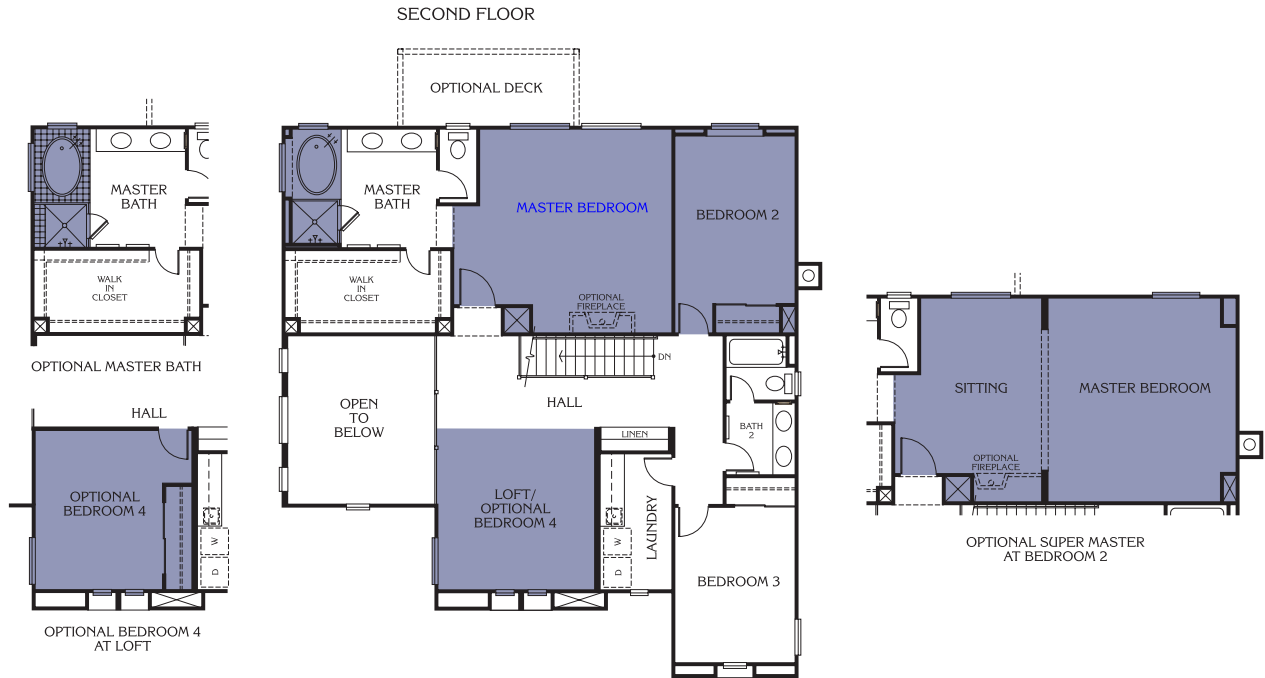 SECOND FLOOR
OPTIONAL DECK
MASTER
BATH
WALK
IN
CLOSET
OPTIONAL MASTER BATH
MASTER
BATH
WALK
IN
CLOSET
MASTER BEDROOM
BEDROOM 2
OPTIONAL
FIREPLACE
DN
OPEN
TO
BELOW
HALL
BATH
2
LINEN
LOFT/
OPTIONAL
BEDROOM 4
LAUNDRY
W
D
BEDROOM 3
HALL
OPTIONAL
BEDROOM 4
W
D
OPTIONAL BEDROOM 4
AT LOFT
SITTING
MASTER BEDROOM
OPTIONAL
FIREPLACE
OPTIONAL SUPER MASTER
AT BEDROOM 2